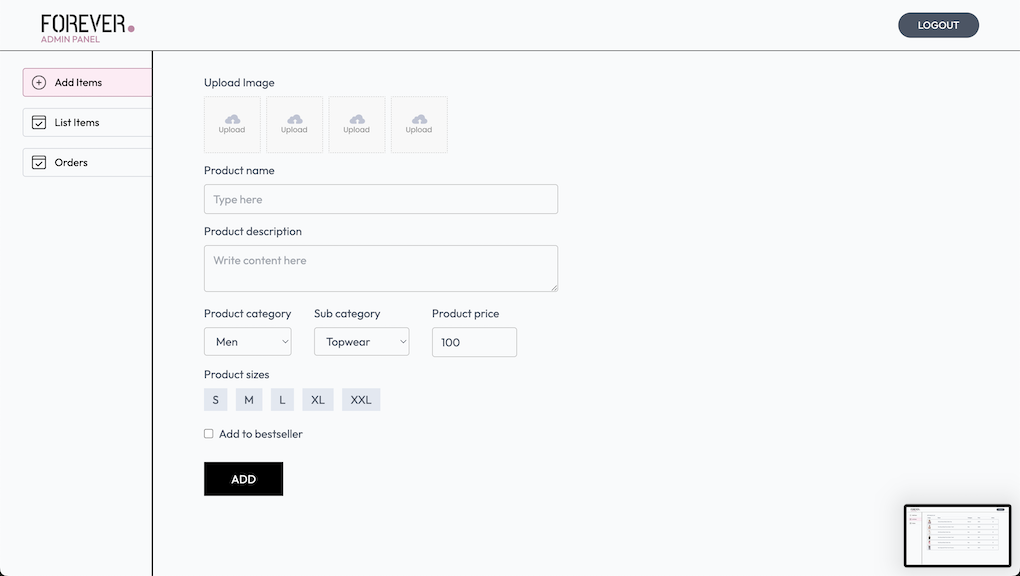 FOREVER.
ADMIN PANEL
LOGOUT
Add Items
List Items
Orders
Upload Image
Upload Upload Upload Upload
Product name
Type here
Product description
Write content here
Product category Sub category Product price
Men Topwear 100
Product sizes
S M L XL XXL
Add to bestseller
ADD